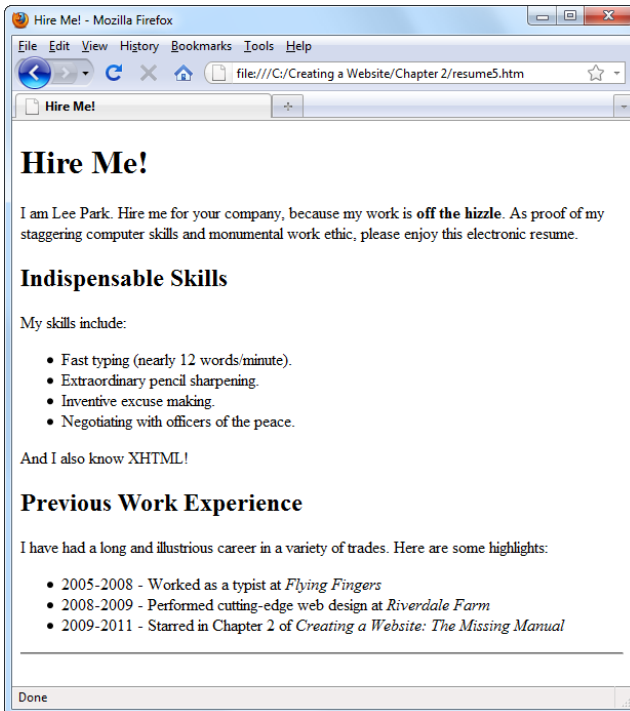 Hire Me! - Mozilla Firefox
File Edit View History Bookmarks Tools Help
file:///C:/Creating a Website/Chapter 2/resume5.htm
Hire Me!
Hire Me!
I am Lee Park. Hire me for your company, because my work is off the hizzle. As proof of my
staggering computer skills and monumental work ethic, please enjoy this electronic resume.
Indispensable Skills
My skills include:
• Fast typing (nearly 12 words/minute).
• Extraordinary pencil sharpening.
• Inventive excuse making.
• Negotiating with officers of the peace.
And I also know XHTML!
Previous Work Experience
I have had a long and illustrious career in a variety of trades. Here are some highlights:
• 2005-2008 - Worked as a typist at Flying Fingers
• 2008-2009 - Performed cutting-edge web design at Riverdale Farm
• 2009-2011 - Starred in Chapter 2 of Creating a Website: The Missing Manual
Done